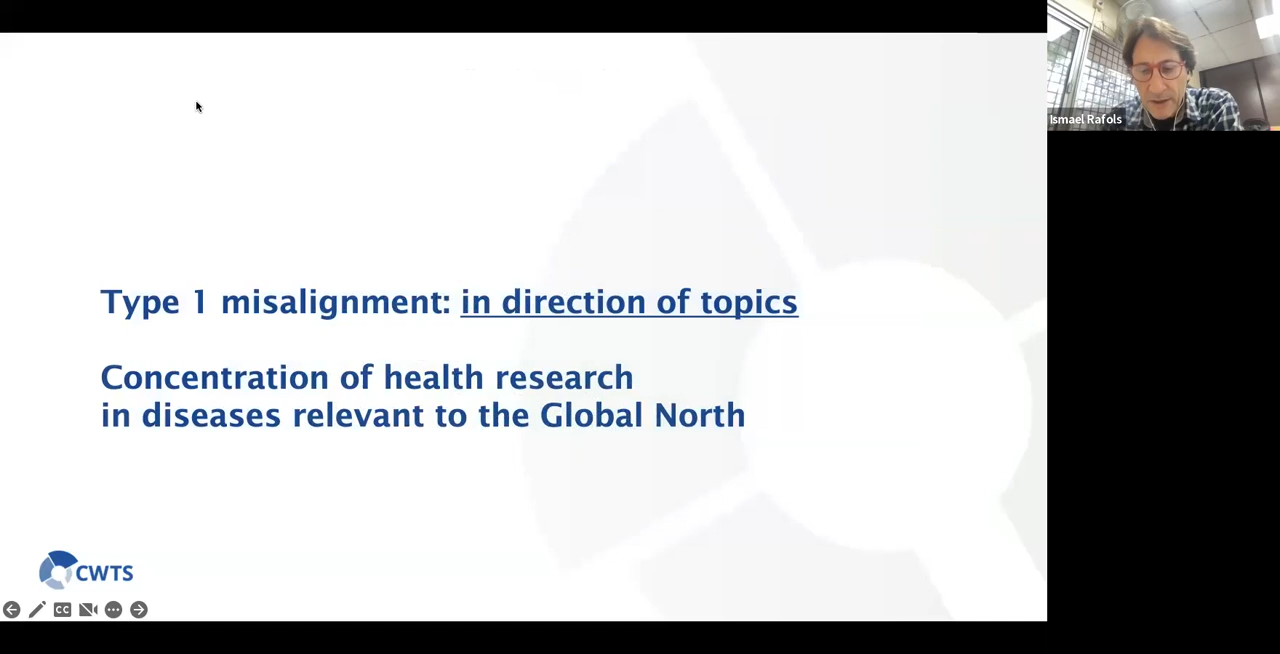 Ismael Rafols
Type 1 misalignment: in direction of topics
Concentration of health research
in diseases relevant to the Global North
CWTS
CC